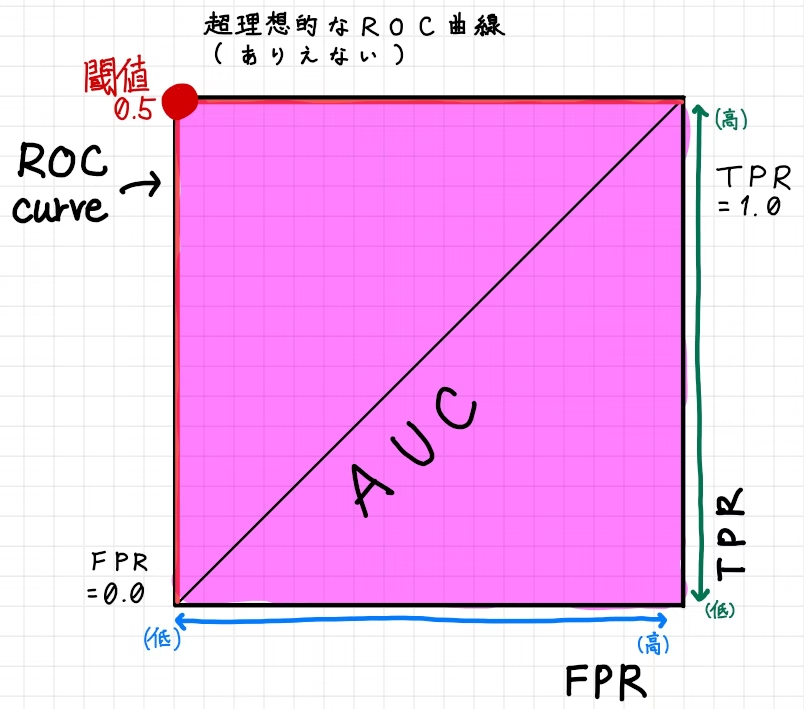 超理想的なROC曲線
(ありえない)
閾値
0.5
ROC
curve
(高)
TPR
=1.0
AUC
TPR
FPR
=0.0
(低)
(低)
(高)
FPR